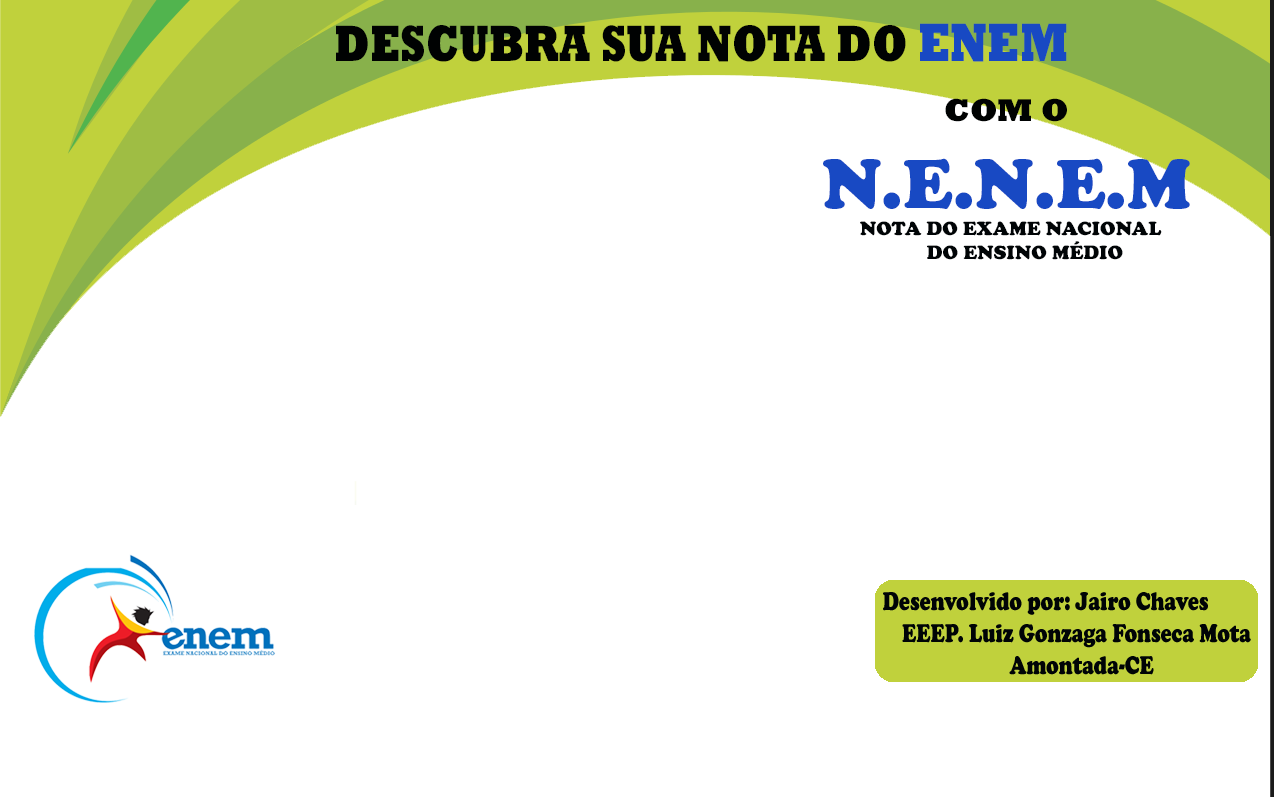 DESCUBRA SUA NOTA DO ENEM
COM O
N.E.N.E.M
NOTA DO EXAME NACIONAL
DO ENSINO MÉDIO
enem
EXAME NACIONAL DO ENSINO MÉDIO
Desenvolvido por: Jairo Chaves
EEEP. Luiz Gonzaga Fonseca Mota
Amontada-CE